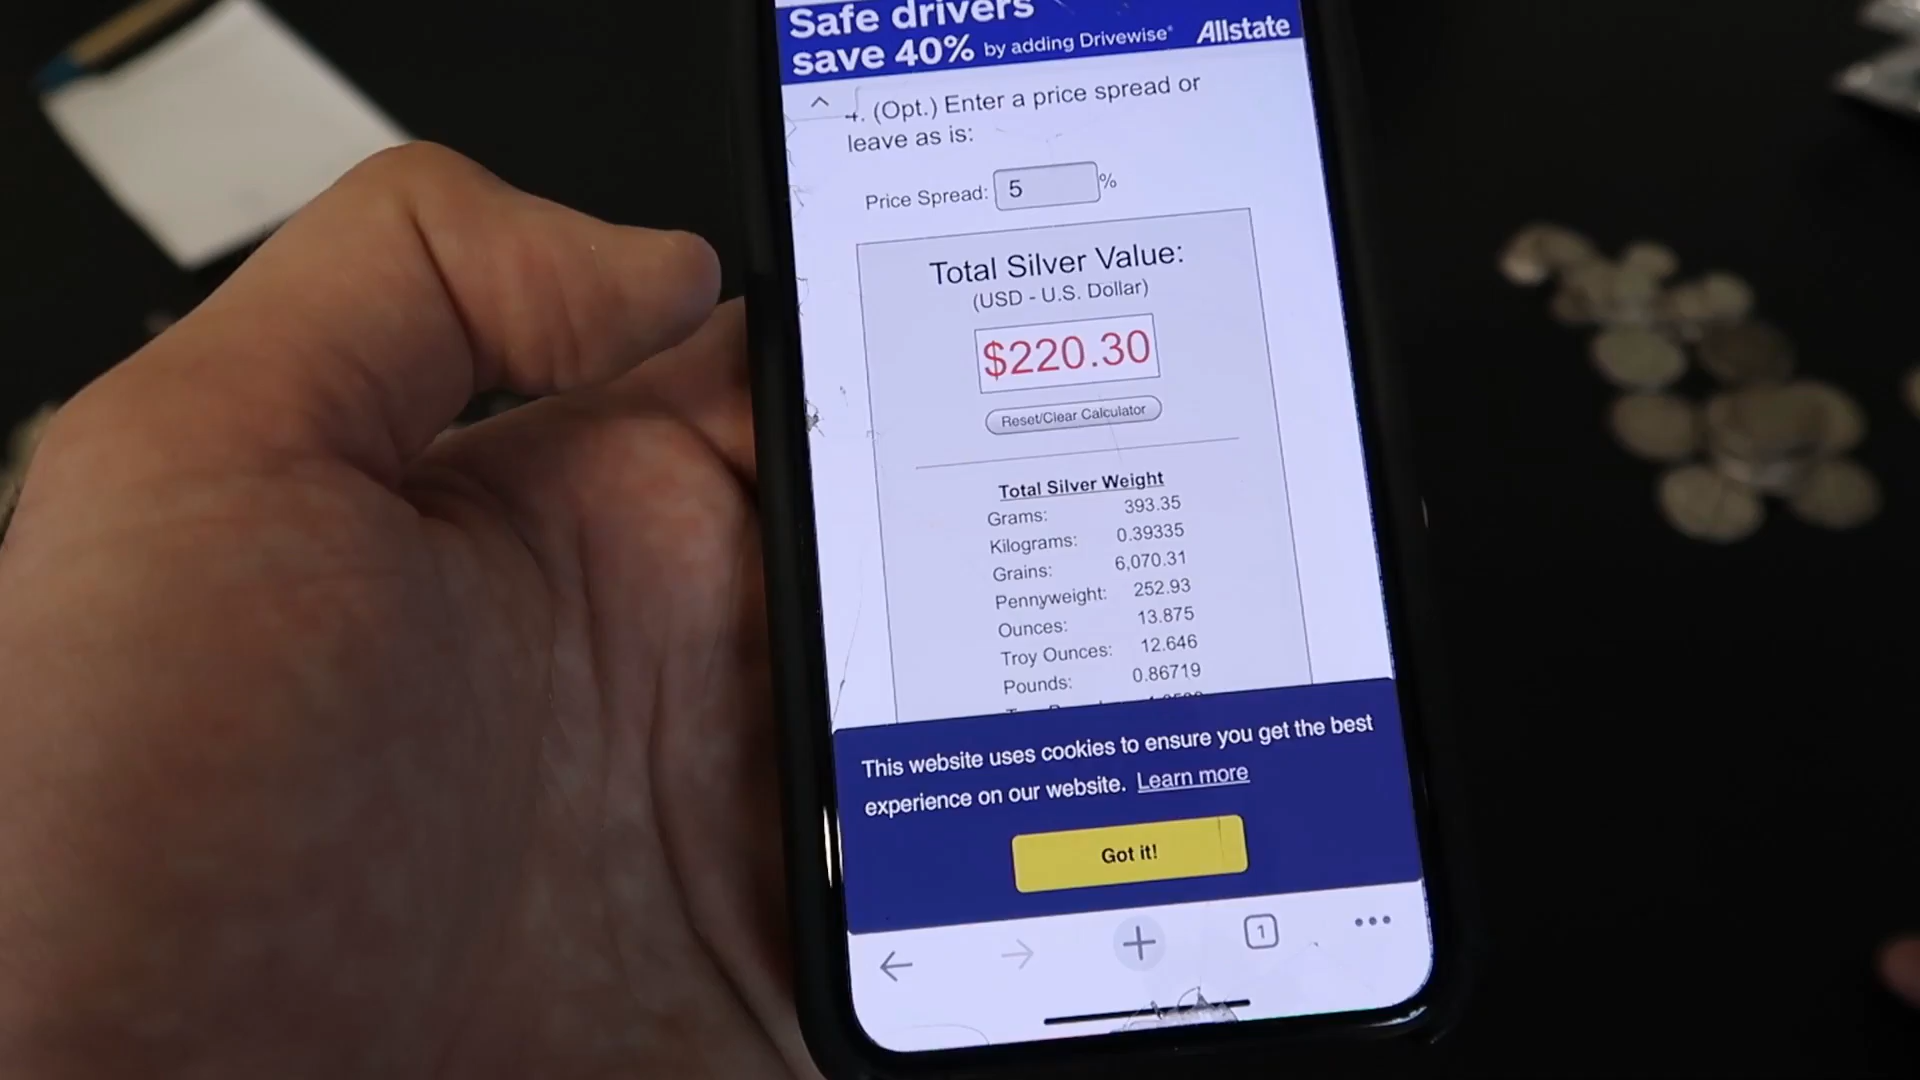 Safe drivers
save 40% by adding Drivewise® Allstate
4. (Opt.) Enter a price spread or
leave as is:
Price Spread: 5 %
Total Silver Value:
(USD - U.S. Dollar)
$220.30
Reset/Clear Calculator
Total Silver Weight
Grams: 393.35
Kilograms: 0.39335
Grains: 6,070.31
Pennyweight: 252.93
Ounces: 13.875
Troy Ounces: 12.646
Pounds: 0.86719
This website uses cookies to ensure you get the best
experience on our website. Learn more
Got it!
1